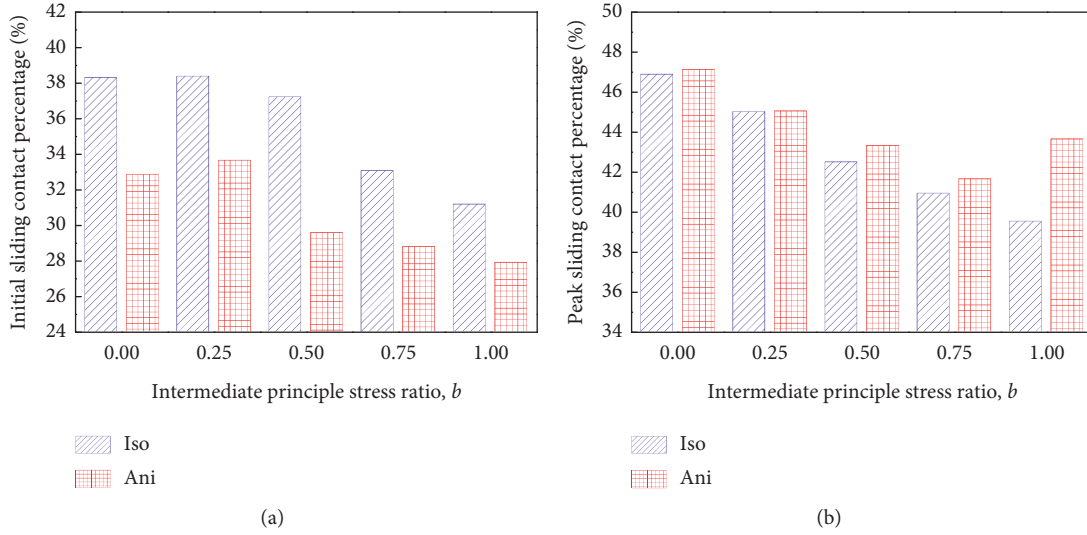 Initial sliding contact percentage (%)
42
40
38
36
34
32
30
28
26
24
0.00 0.25 0.50 0.75 1.00
Intermediate principle stress ratio, b
Iso
Ani
(a)
Peak sliding contact percentage (%)
50
48
46
44
42
40
38
36
34
0.00 0.25 0.50 0.75 1.00
Intermediate principle stress ratio, b
Iso
Ani
(b)